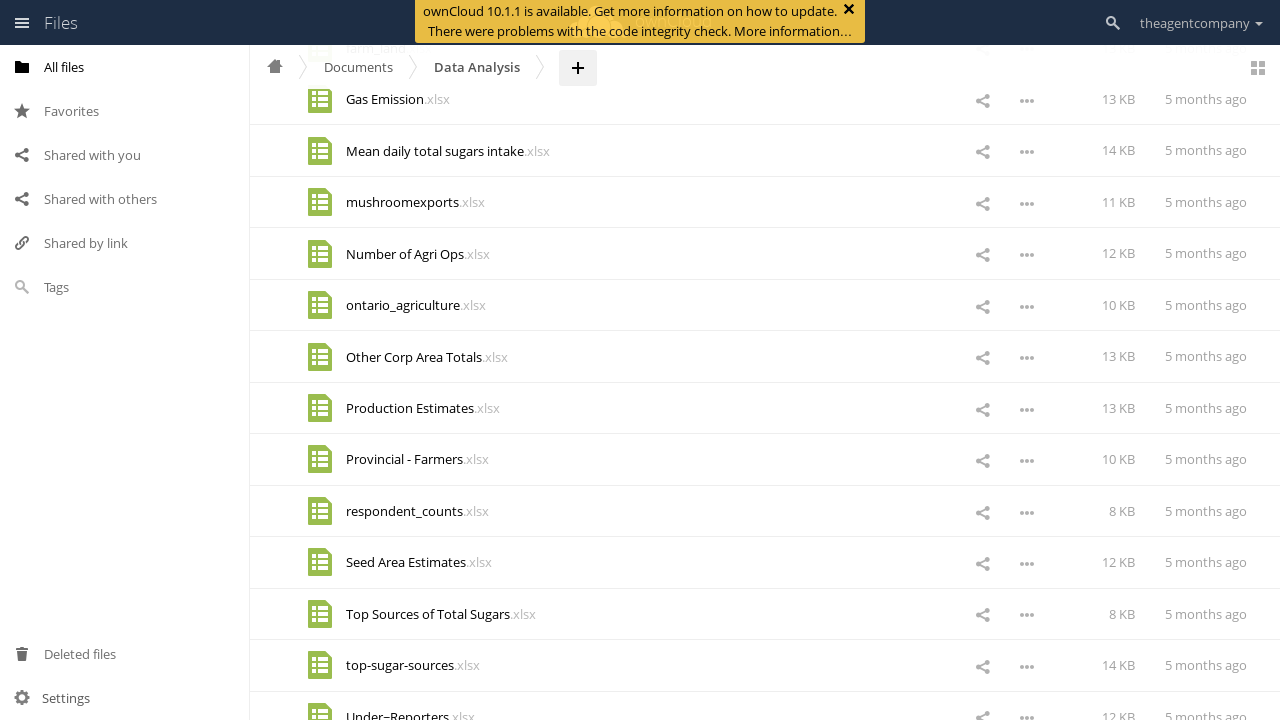 Files
ownCloud 10.1.1 is available. Get more information on how to update.
There were problems with the code integrity check. More information…
theagentcompany
All files
Favorites
Shared with you
Shared with others
Shared by link
Tags
Deleted files
Settings
Documents
Data Analysis
+
Gas Emission.xlsx 13 KB 5 months ago
Mean daily total sugars intake.xlsx 14 KB 5 months ago
mushroomexports.xlsx 11 KB 5 months ago
Number of Agri Ops.xlsx 12 KB 5 months ago
ontario_agriculture.xlsx 10 KB 5 months ago
Other Corp Area Totals.xlsx 13 KB 5 months ago
Production Estimates.xlsx 13 KB 5 months ago
Provincial - Farmers.xlsx 10 KB 5 months ago
respondent_counts.xlsx 8 KB 5 months ago
Seed Area Estimates.xlsx 12 KB 5 months ago
Top Sources of Total Sugars.xlsx 8 KB 5 months ago
top-sugar-sources.xlsx 14 KB 5 months ago
Under–Reporters.xlsx 12 KB 5 months ago